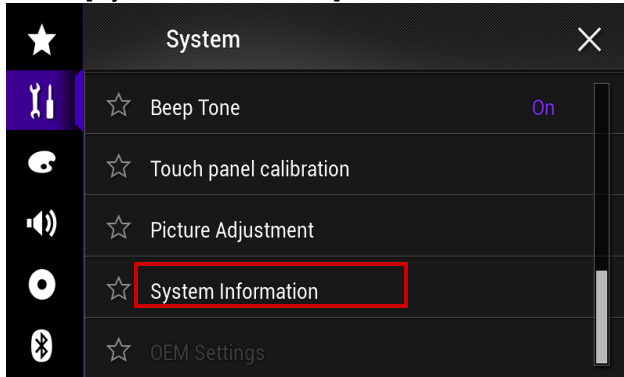 System
Beep Tone On
Touch panel calibration
Picture Adjustment
System Information
OEM Settings